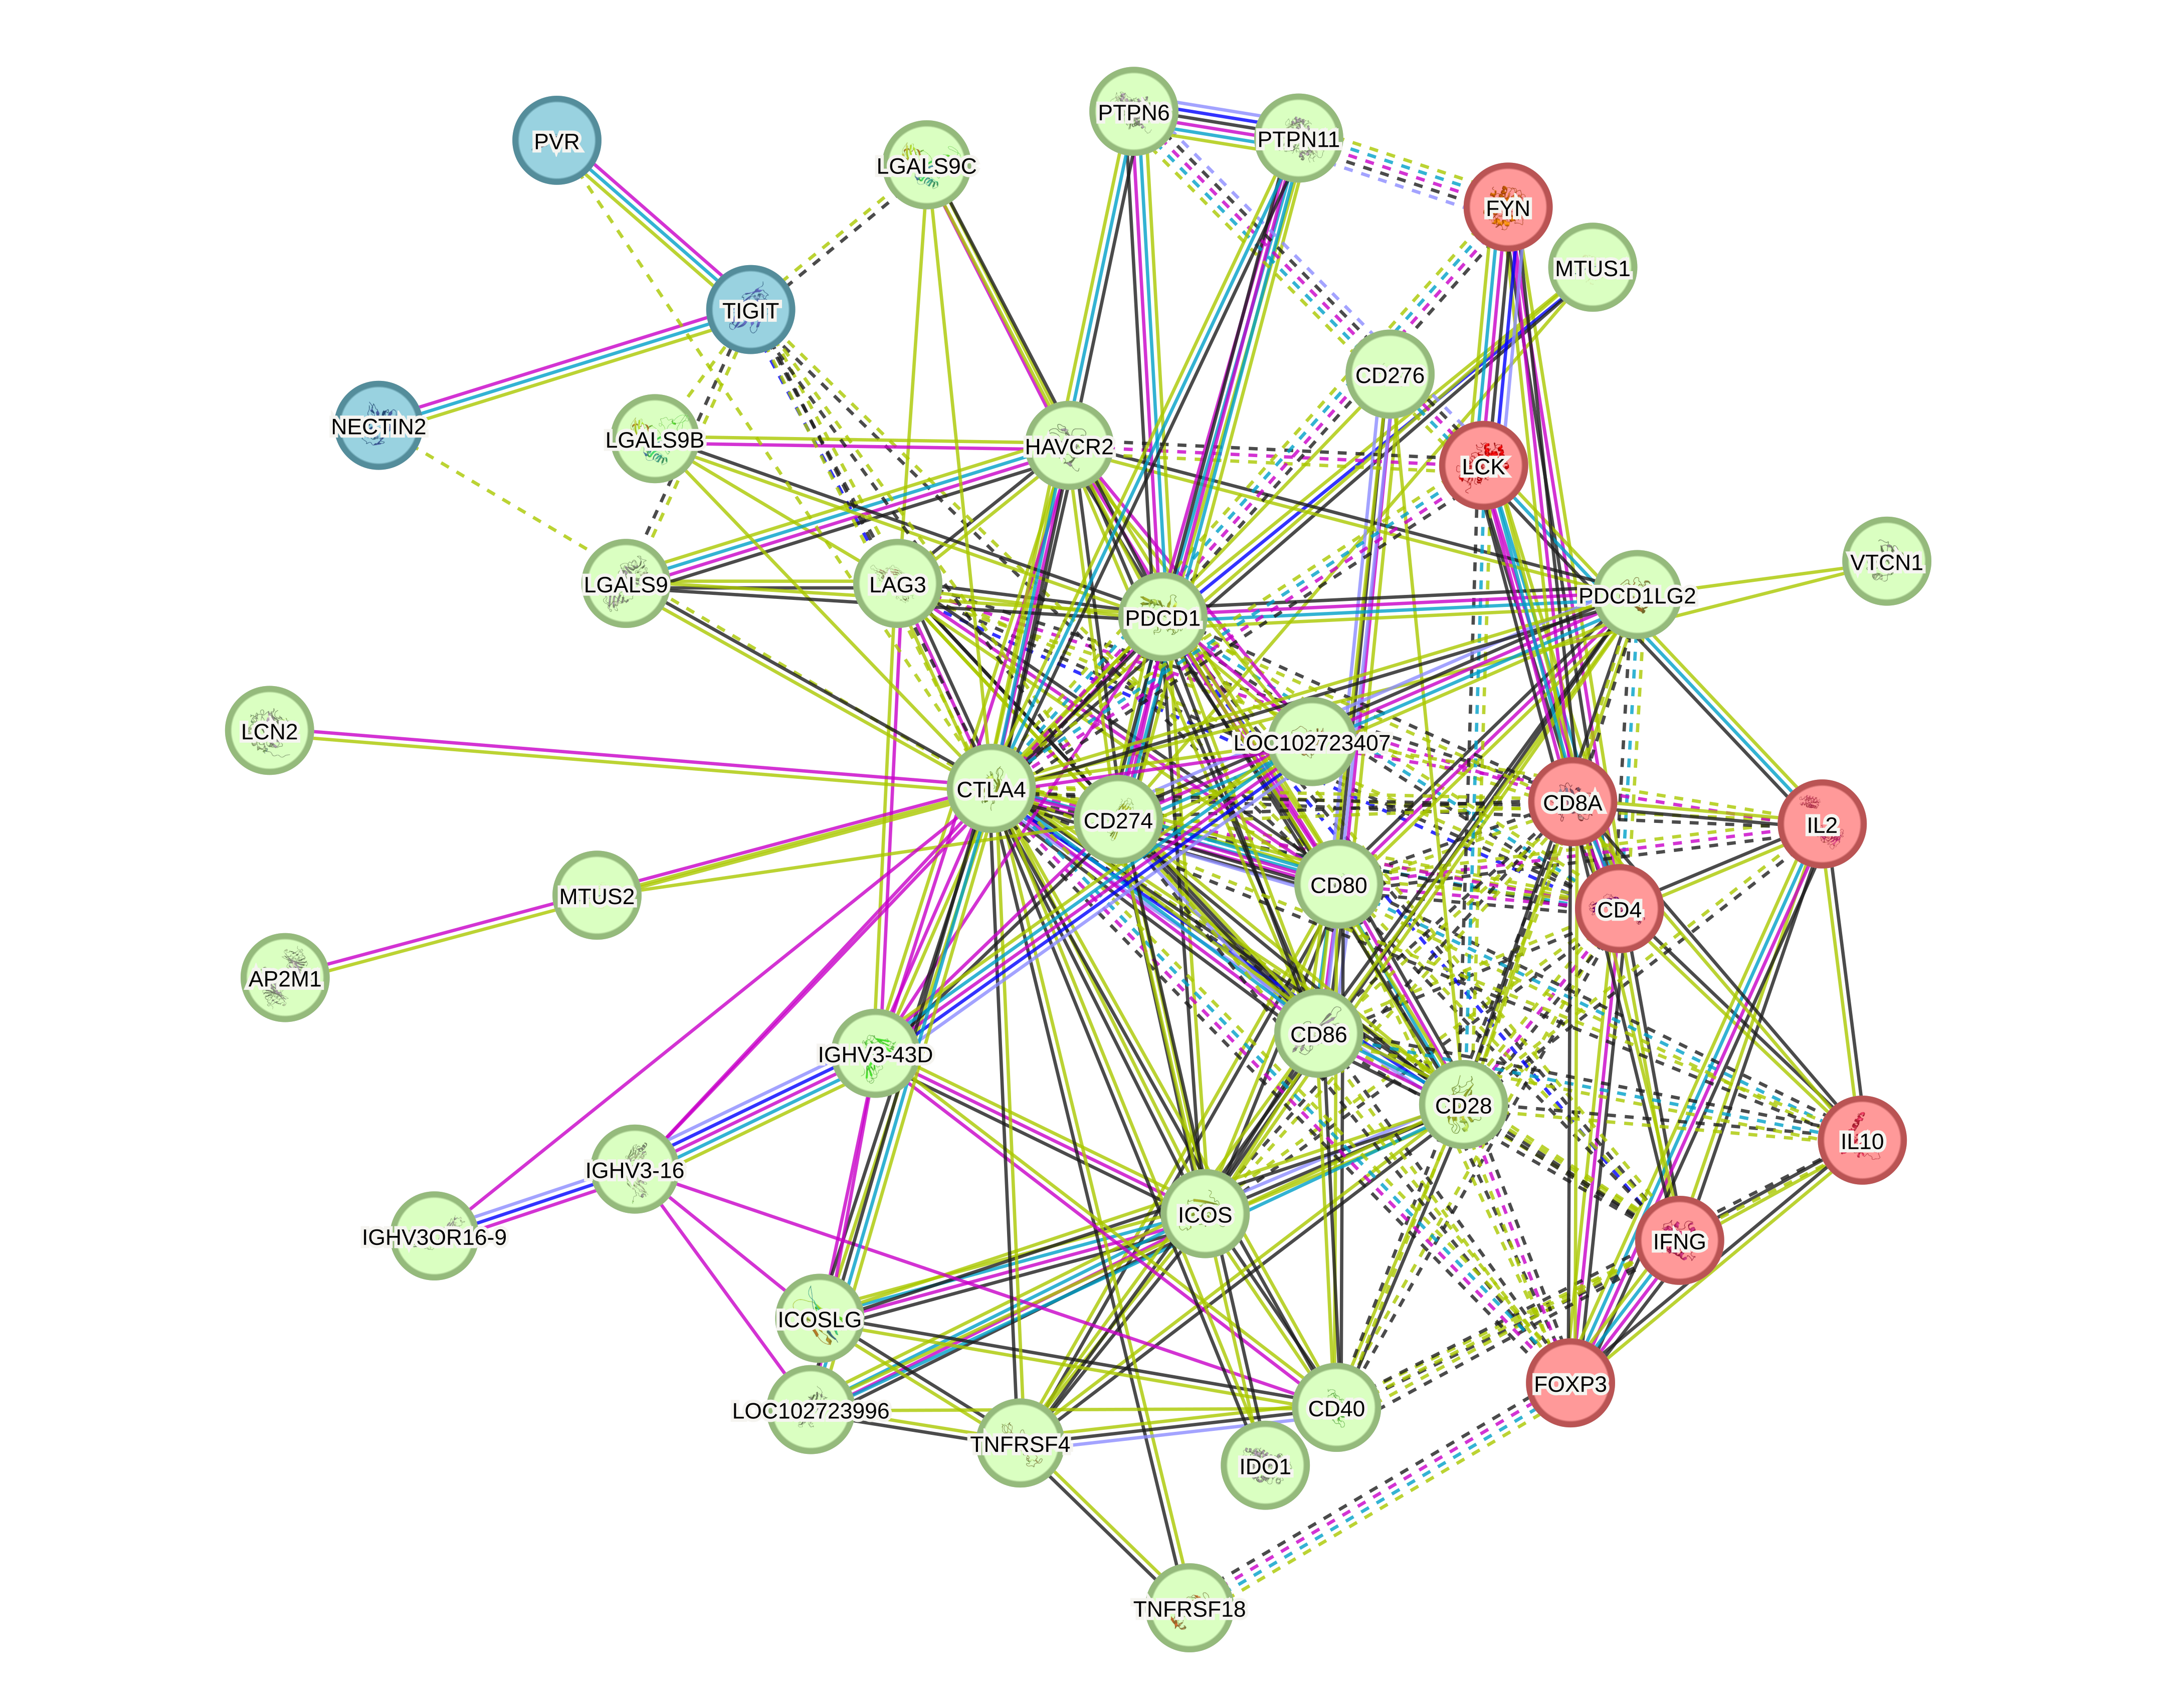 PTPN6
PTPN11
PVR
LGALS9C
FYN
MTUS1
TIGIT
CD276
NECTIN2
LGALS9B
HAVCR2
LCK
VTCN1
LGALS9
LAG3
PDCD1LG2
PDCD1
LCN2
LOC102723407
CTLA4
CD8A
CD274
IL2
CD80
MTUS2
CD4
AP2M1
CD86
IGHV3-43D
CD28
IL10
IGHV3-16
ICOS
IGHV3OR16-9
IFNG
ICOSLG
FOXP3
LOC102723996
CD40
TNFRSF4
IDO1
TNFRSF18